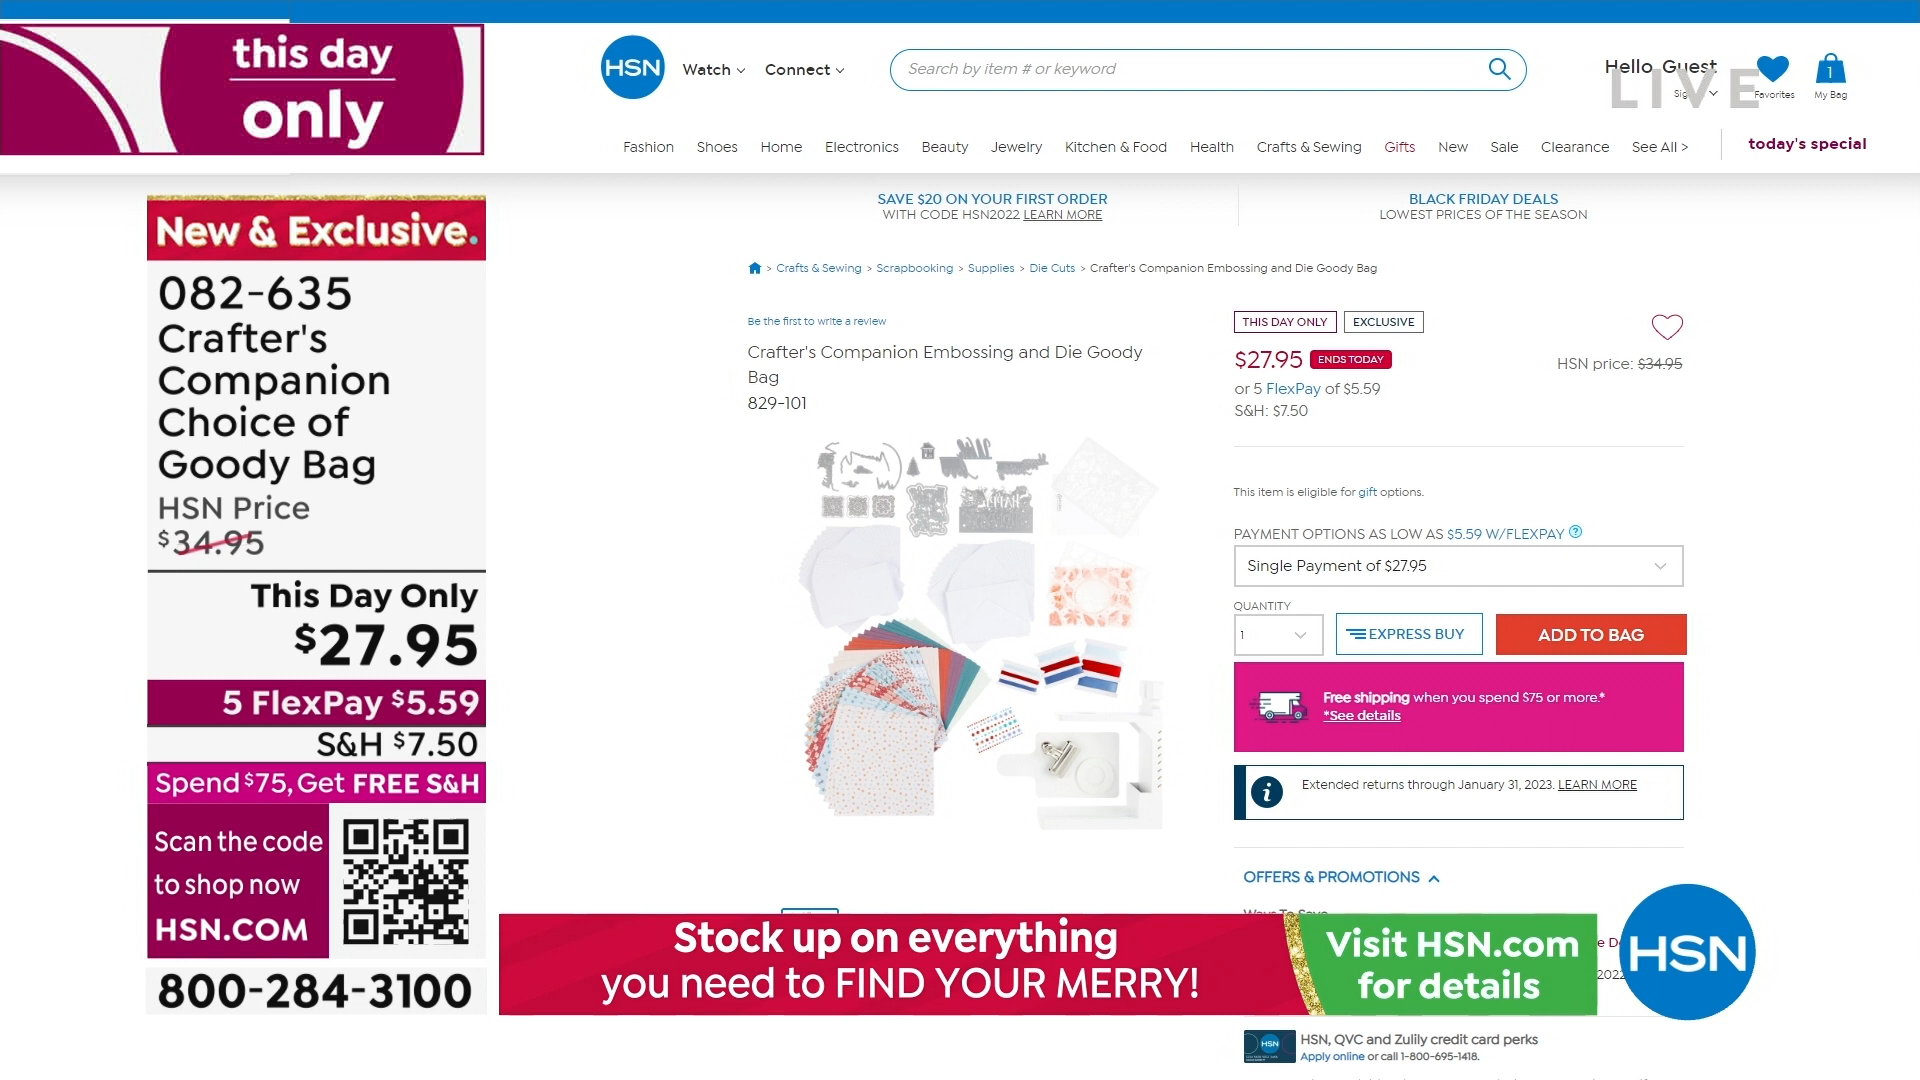 this day
only
HSN
Watch
Connect
Search by item # or keyword
Hello, Guest
LIVE
Favorites
1
My Bag
Fashion
Shoes
Home
Electronics
Beauty
Jewelry
Kitchen & Food
Health
Crafts & Sewing
Gifts
New
Sale
Clearance
See All >
today's special
SAVE $20 ON YOUR FIRST ORDER
WITH CODE HSN2022 LEARN MORE
BLACK FRIDAY DEALS
LOWEST PRICES OF THE SEASON
New & Exclusive.
082-635
Crafter's
Companion
Choice of
Goody Bag
HSN Price
$34.95
This Day Only
$27.95
5 FlexPay $5.59
S&H $7.50
Spend $75, Get FREE S&H
Scan the code
to shop now
HSN.COM
800-284-3100
> Crafts & Sewing > Scrapbooking > Supplies > Die Cuts > Crafter's Companion Embossing and Die Goody Bag
Be the first to write a review
Crafter's Companion Embossing and Die Goody
Bag
829-101
THIS DAY ONLY
EXCLUSIVE
$27.95 ENDS TODAY
HSN price: $34.95
or 5 FlexPay of $5.59
S&H: $7.50
This item is eligible for gift options.
PAYMENT OPTIONS AS LOW AS $5.59 W/FLEXPAY ?
Single Payment of $27.95
QUANTITY
1
EXPRESS BUY
ADD TO BAG
Free shipping when you spend $75 or more.*
*See details
i
Extended returns through January 31, 2023. LEARN MORE
OFFERS & PROMOTIONS
Stock up on everything
you need to FIND YOUR MERRY!
Visit HSN.com
for details
HSN
2022
HSN
HSN, QVC and Zulily credit card perks
Apply online or call 1-800-695-1418.